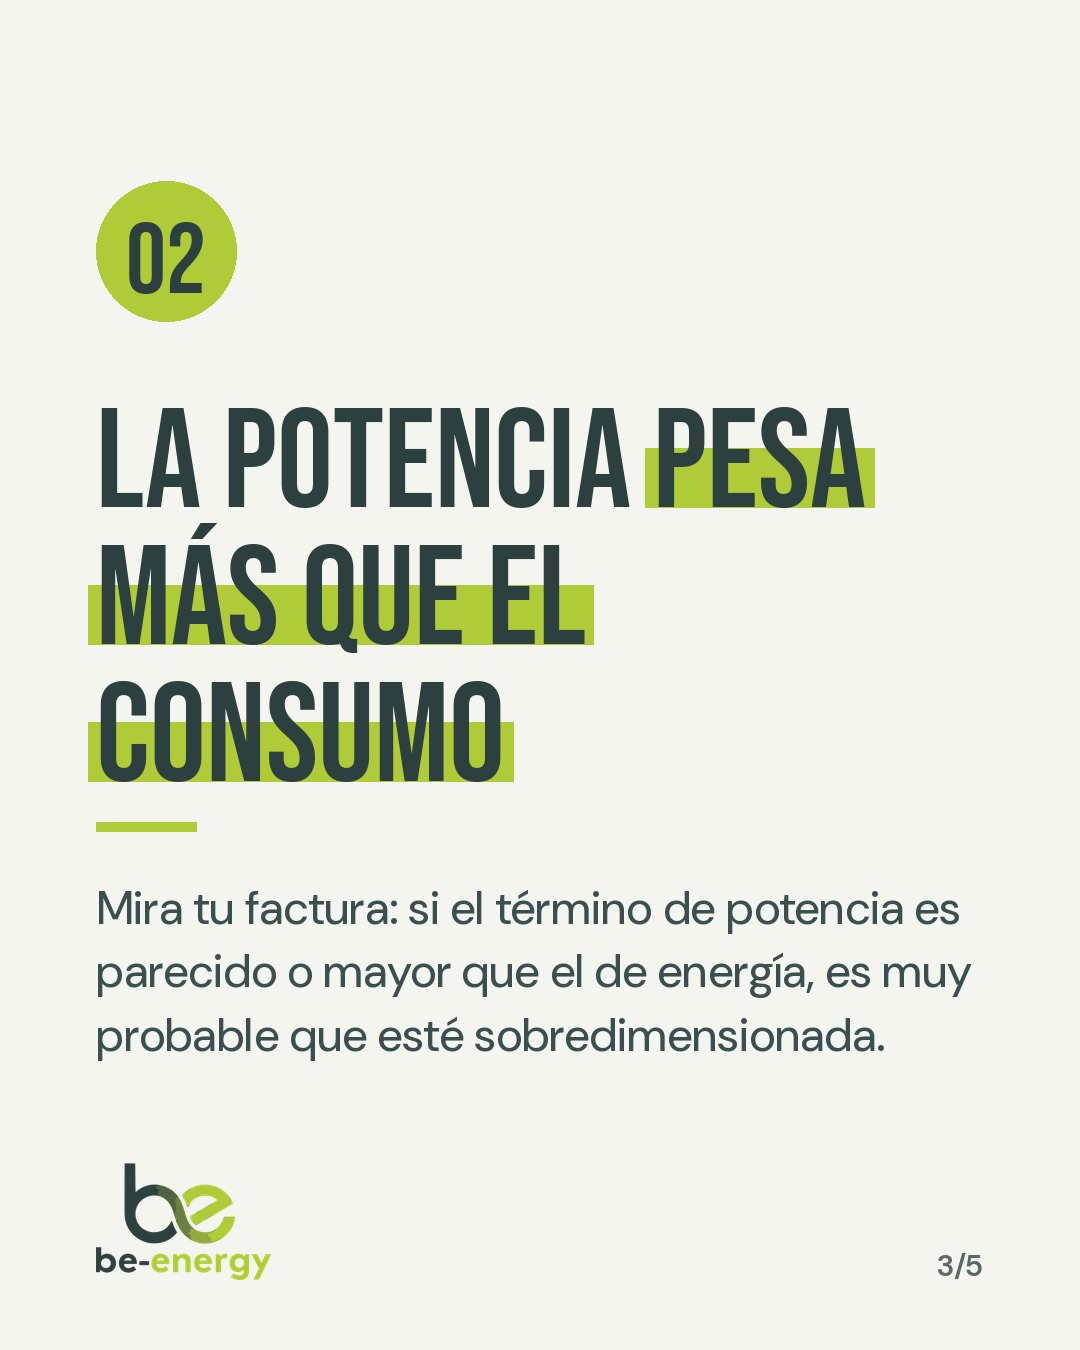 02
LA POTENCIA PESA
MÁS QUE EL
CONSUMO
Mira tu factura: si el término de potencia es
parecido o mayor que el de energía, es muy
probable que esté sobredimensionada.
be
be-energy
3/5